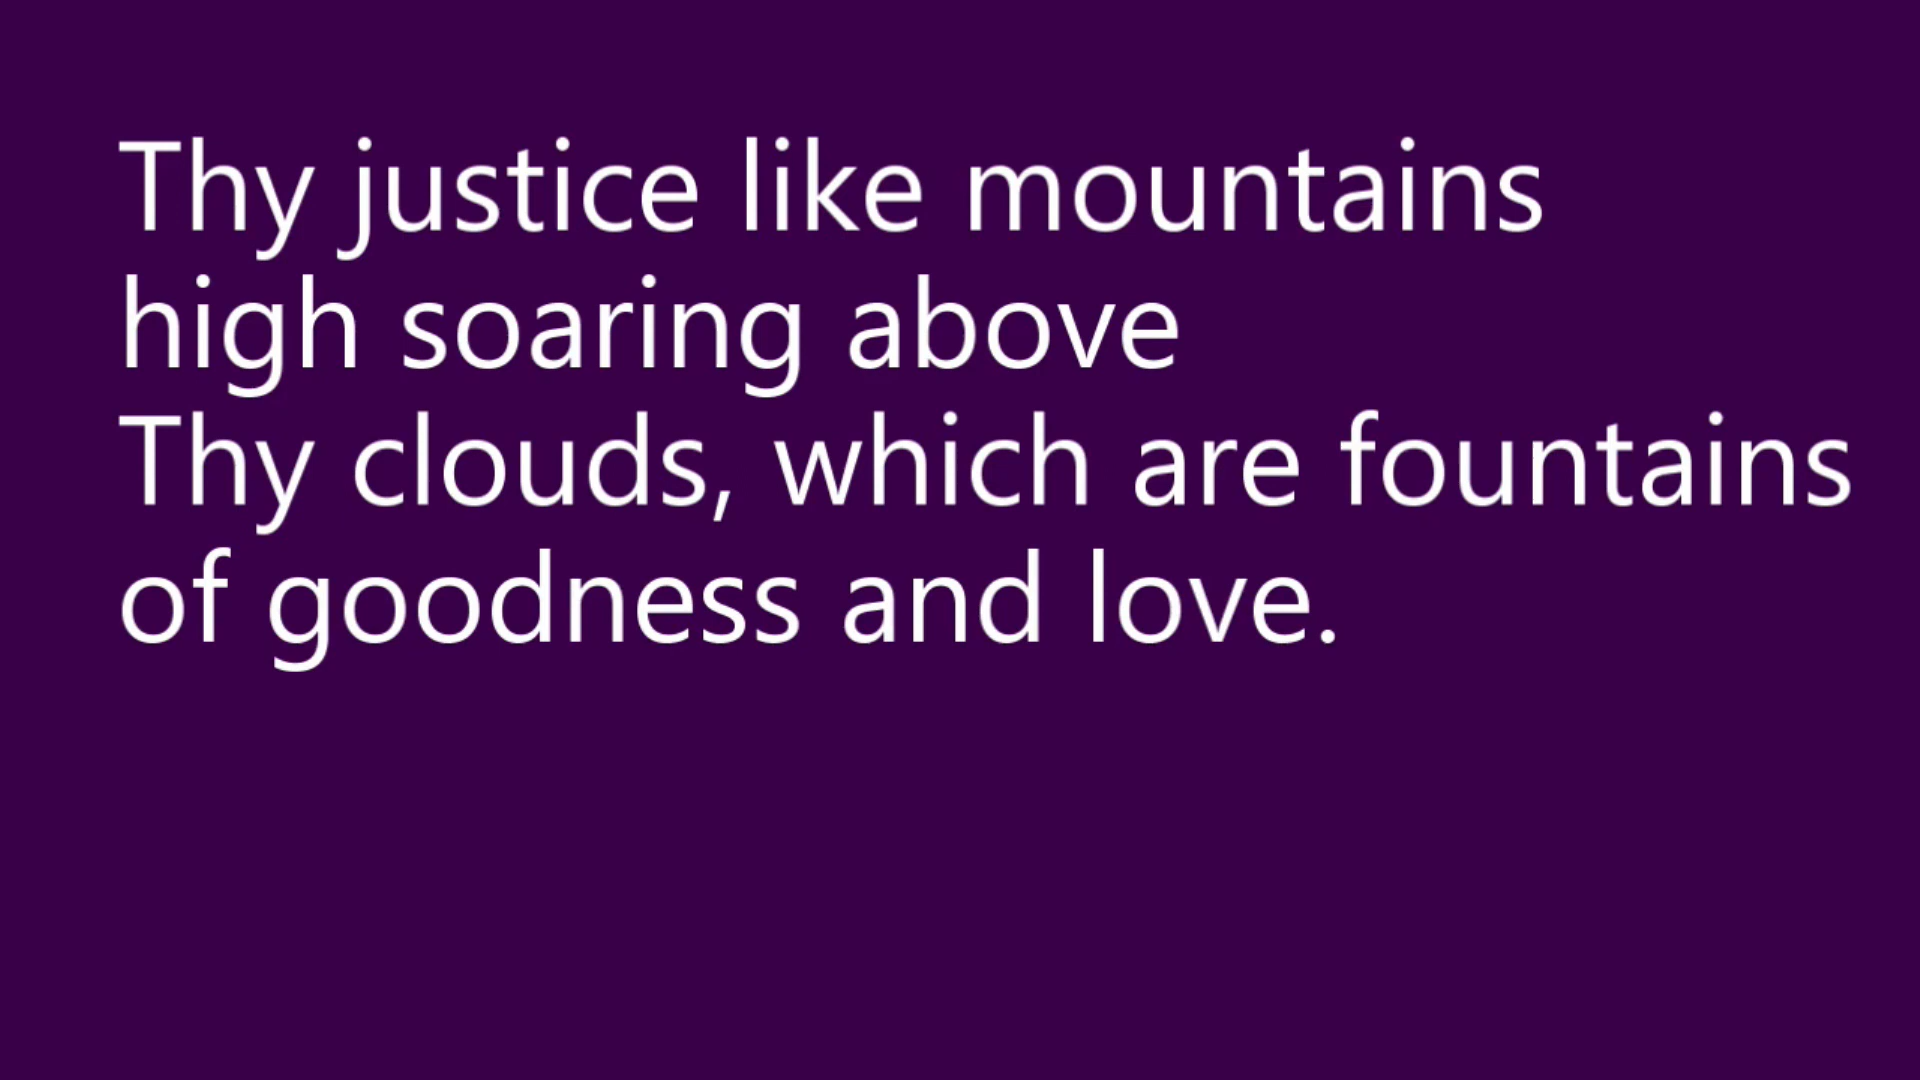 Thy justice like mountains
high soaring above
Thy clouds, which are fountains
of goodness and love.